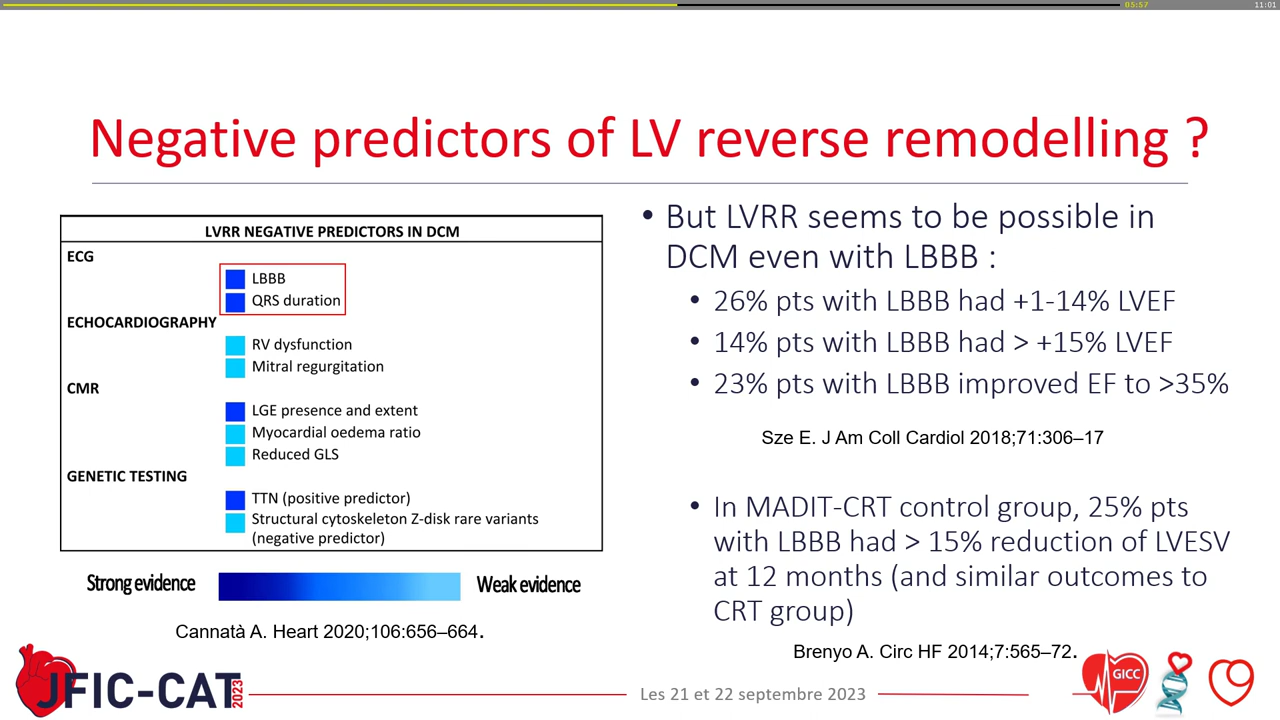 05:57
11:01
Negative predictors of LV reverse remodelling ?
LVRR NEGATIVE PREDICTORS IN DCM
ECG
LBBB
QRS duration
ECHOCARDIOGRAPHY
RV dysfunction
Mitral regurgitation
CMR
LGE presence and extent
Myocardial oedema ratio
Reduced GLS
GENETIC TESTING
TTN (positive predictor)
Structural cytoskeleton Z-disk rare variants
(negative predictor)
Strong evidence
Weak evidence
Cannatà A. Heart 2020;106:656–664.
• But LVRR seems to be possible in
DCM even with LBBB :
• 26% pts with LBBB had +1-14% LVEF
• 14% pts with LBBB had > +15% LVEF
• 23% pts with LBBB improved EF to >35%
Sze E. J Am Coll Cardiol 2018;71:306–17
• In MADIT-CRT control group, 25% pts
with LBBB had > 15% reduction of LVESV
at 12 months (and similar outcomes to
CRT group)
Brenyo A. Circ HF 2014;7:565–72.
JFIC-CAT
2023
Les 21 et 22 septembre 2023
GICC